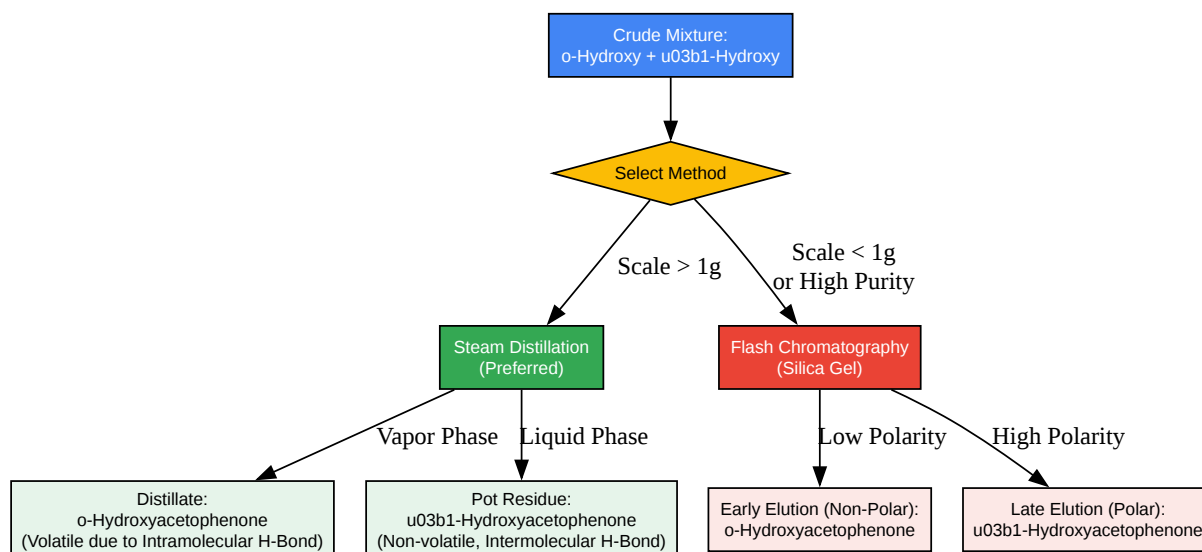 Crude Mixture:
o-Hydroxy + u03b1-Hydroxy
Select Method
Scale > 1g
Scale < 1g
or High Purity
Steam Distillation
(Preferred)
Flash Chromatography
(Silica Gel)
Vapor Phase
Liquid Phase
Low Polarity
High Polarity
Distillate:
o-Hydroxyacetophenone
(Volatile due to Intramolecular H-Bond)
Pot Residue:
u03b1-Hydroxyacetophenone
(Non-volatile, Intermolecular H-Bond)
Early Elution (Non-Polar):
o-Hydroxyacetophenone
Late Elution (Polar):
u03b1-Hydroxyacetophenone